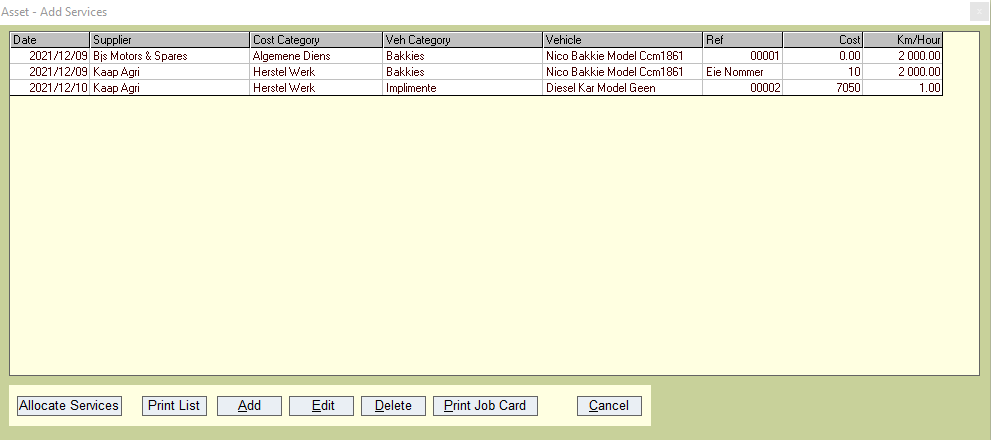 Asset - Add Services
Date Supplier Cost Category Veh Category Vehicle Ref Cost Km/Hour
2021/12/09 Bjs Motors & Spares Algemene Diens Bakkies Nico Bakkie Model Ccm1861 00001 0.00 2 000.00
2021/12/09 Kaap Agri Herstel Werk Bakkies Nico Bakkie Model Ccm1861 Eie Nommer 10 2 000.00
2021/12/10 Kaap Agri Herstel Werk Implimente Diesel Kar Model Geen 00002 7050 1.00
Allocate Services Print List Add Edit Delete Print Job Card Cancel